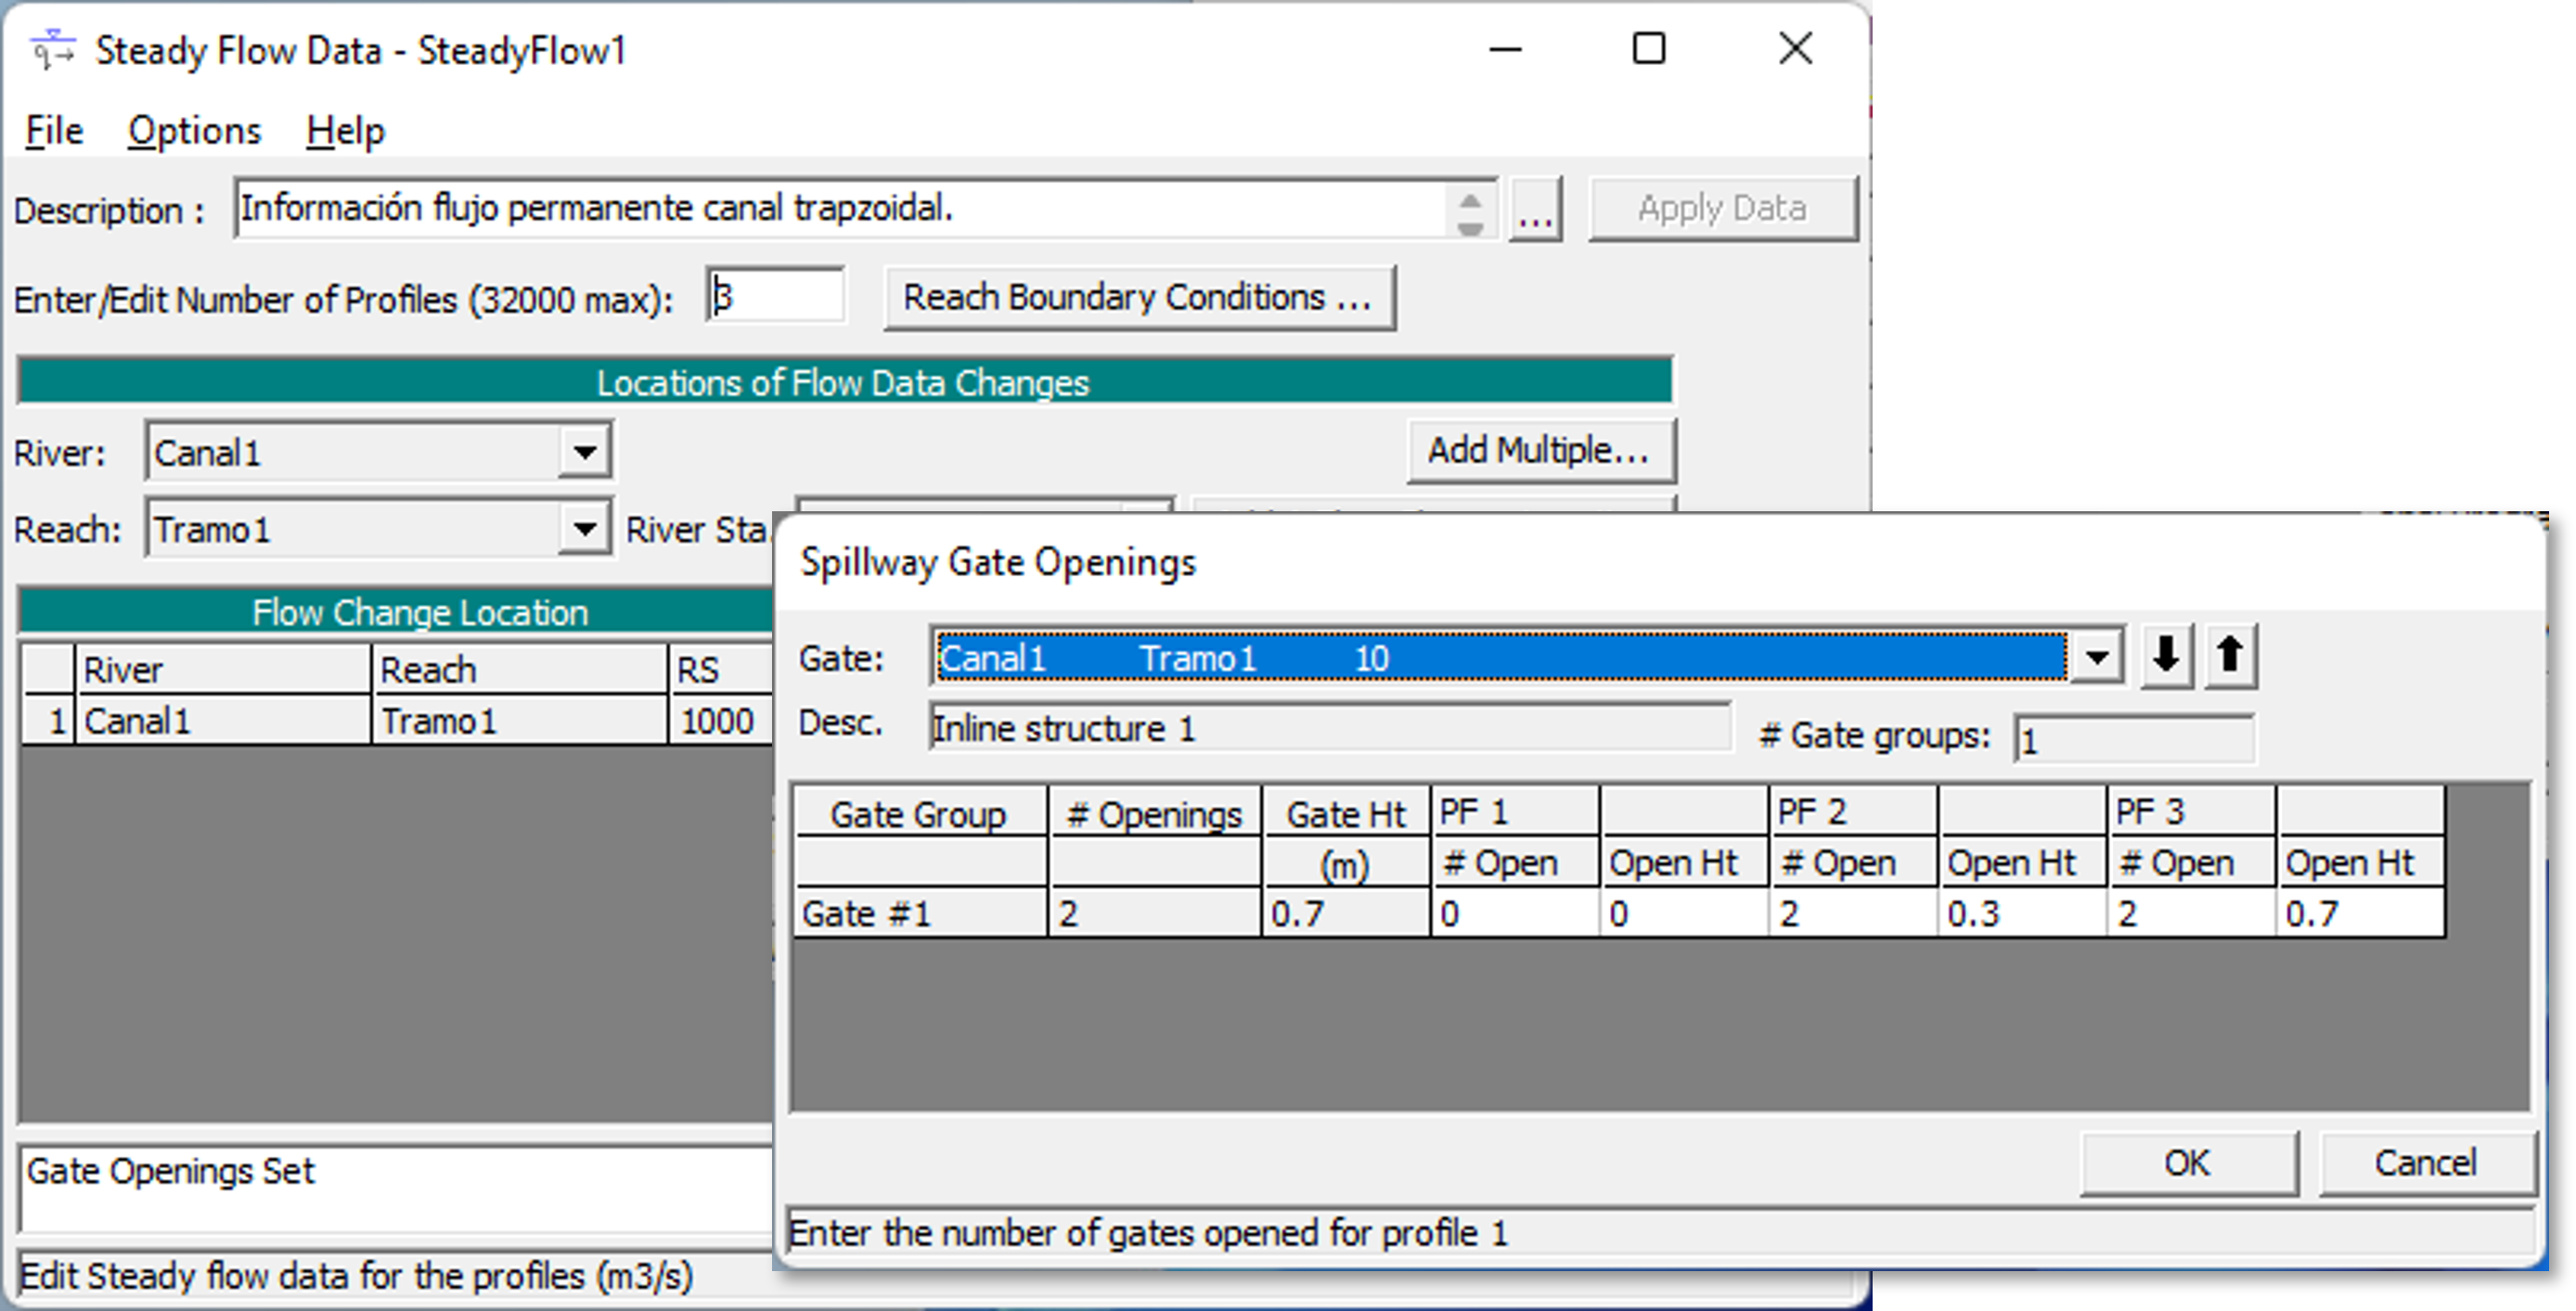 Steady Flow Data - SteadyFlow1
File Options Help
Description : Información flujo permanente canal trapzoidal. ... Apply Data
Enter/Edit Number of Profiles (32000 max): 3 Reach Boundary Conditions ...
Locations of Flow Data Changes
River: Canal1 Add Multiple...
Reach: Tramo1 River Sta.
Flow Change Location
River Reach RS
1 Canal1 Tramo1 1000
Gate Openings Set
Edit Steady flow data for the profiles (m3/s)
Spillway Gate Openings
Gate: Canal1 Tramo1 10
Desc. Inline structure 1 # Gate groups: 1
Gate Group # Openings Gate Ht PF 1 PF 2 PF 3
(m) # Open Open Ht # Open Open Ht # Open Open Ht
Gate #1 2 0.7 0 0 2 0.3 2 0.7
OK Cancel
Enter the number of gates opened for profile 1